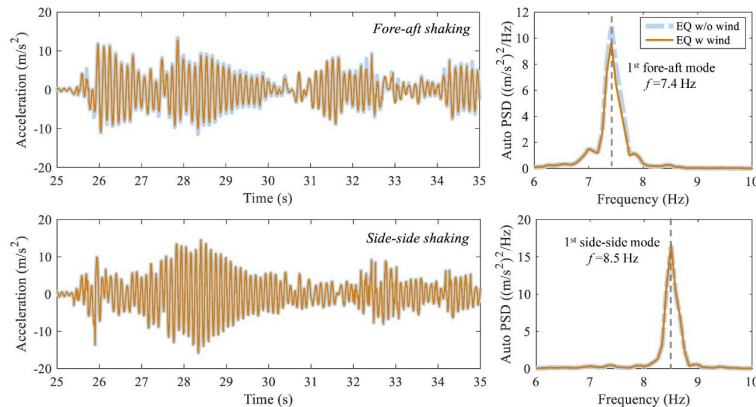 Fore-aft shaking
Acceleration (m/s²)
20
10
0
-10
-20
25 26 27 28 29 30 31 32 33 34 35
Time (s)
EQ w/o wind
EQ w wind
1st fore-aft mode
f=7.4 Hz
Auto PSD ((m/s²)²/Hz)
12
10
8
6
4
2
0
6 7 8 9 10
Frequency (Hz)
Side-side shaking
Acceleration (m/s²)
20
10
0
-10
-20
25 26 27 28 29 30 31 32 33 34 35
Time (s)
1st side-side mode
f=8.5 Hz
Auto PSD ((m/s²)²/Hz)
20
15
10
5
0
6 7 8 9 10
Frequency (Hz)